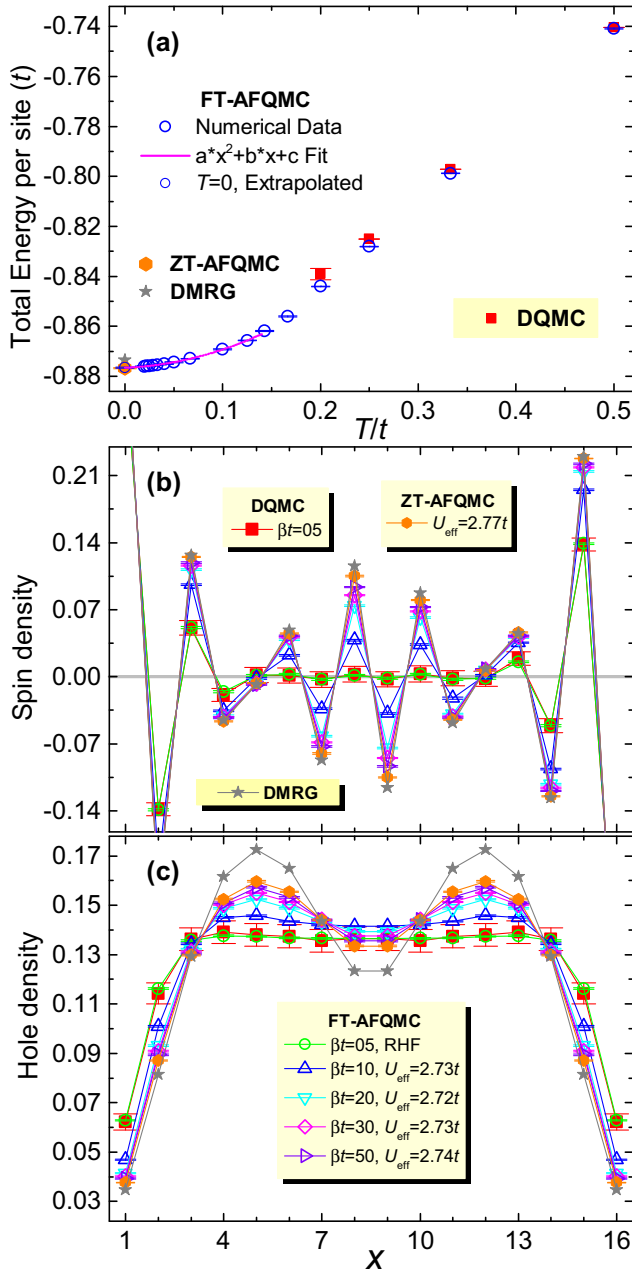 (a)
Total Energy per site (t)
-0.74
-0.76
-0.78
-0.80
-0.82
-0.84
-0.86
-0.88
FT-AFQMC
Numerical Data
a*x²+b*x+c Fit
T=0, Extrapolated
ZT-AFQMC
DMRG
DQMC
0.0 0.1 0.2 0.3 0.4 0.5
T/t
(b)
Spin density
0.21
0.14
0.07
0.00
-0.07
-0.14
DQMC
βt=05
ZT-AFQMC
U_eff=2.77t
DMRG
(c)
Hole density
0.17
0.15
0.13
0.11
0.09
0.07
0.05
0.03
FT-AFQMC
βt=05, RHF
βt=10, U_eff=2.73t
βt=20, U_eff=2.72t
βt=30, U_eff=2.73t
βt=50, U_eff=2.74t
1 4 7 10 13 16
X